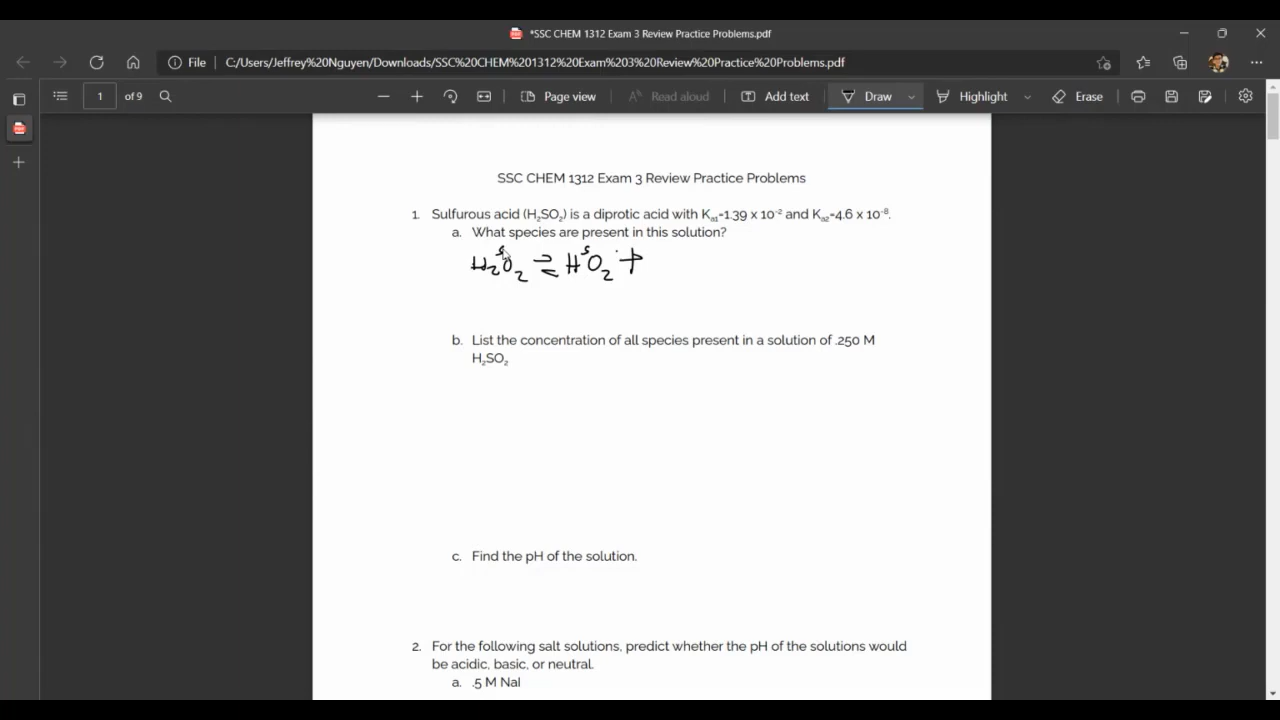 *SSC CHEM 1312 Exam 3 Review Practice Problems.pdf
File C:/Users/Jeffrey%20Nguyen/Downloads/SSC%20CHEM%201312%20Exam%203%20Review%20Practice%20Problems.pdf
1 of 9 Page view Read aloud Add text Draw Highlight Erase
SSC CHEM 1312 Exam 3 Review Practice Problems
1. Sulfurous acid (H₂SO₂) is a diprotic acid with Kₐ₁=1.39 x 10⁻² and Kₐ₂=4.6 x 10⁻⁸.
a. What species are present in this solution?
H₂SO₂ ⇌ HSO₂⁻ +
b. List the concentration of all species present in a solution of .250 M
H₂SO₂
c. Find the pH of the solution.
2. For the following salt solutions, predict whether the pH of the solutions would
be acidic, basic, or neutral.
a. .5 M NaI